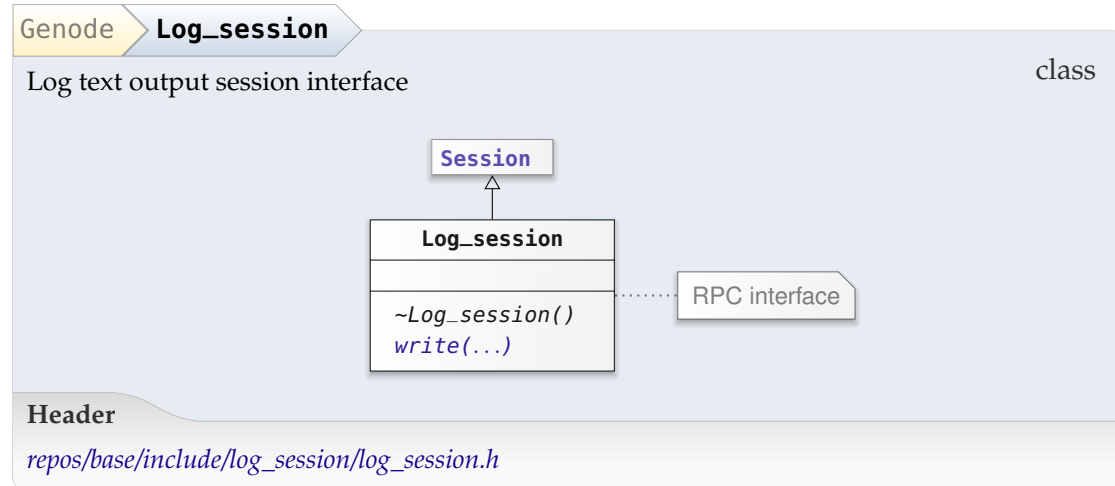 Genode Log_session
class
Log text output session interface
Session
Log_session
~Log_session()
write(...)
RPC interface
Header
repos/base/include/log_session/log_session.h